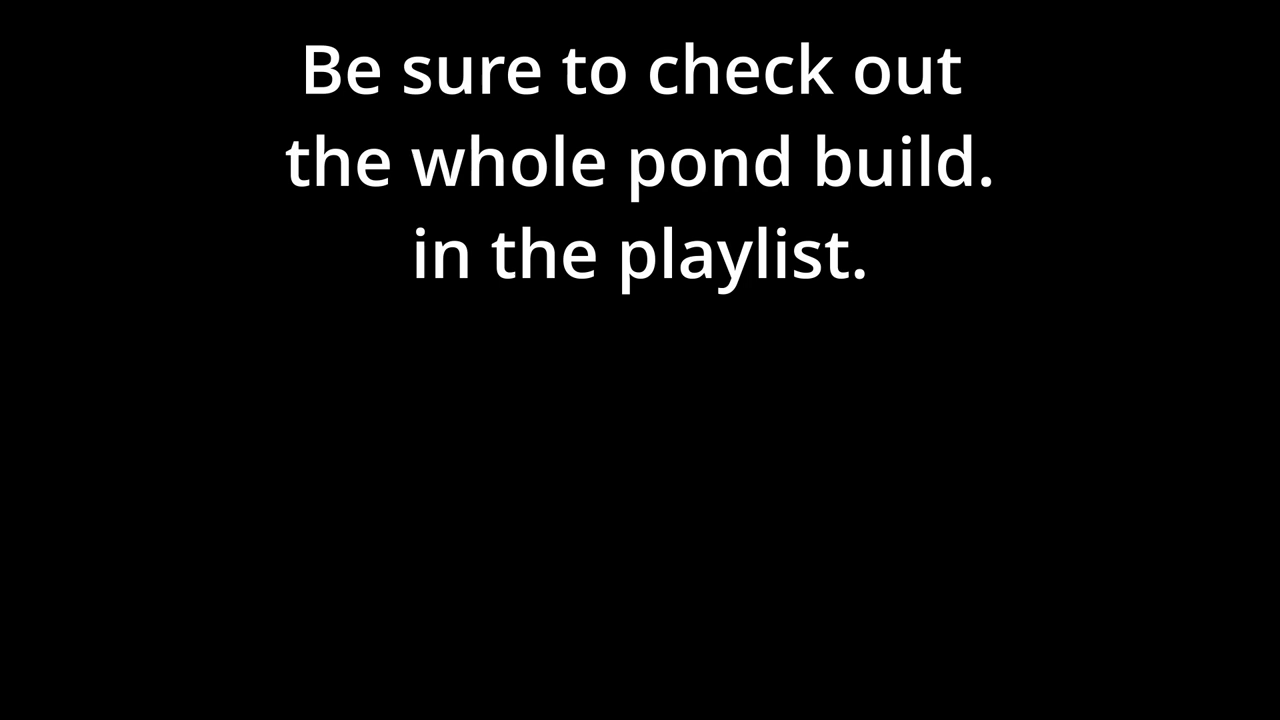 Be sure to check out
the whole pond build.
in the playlist.